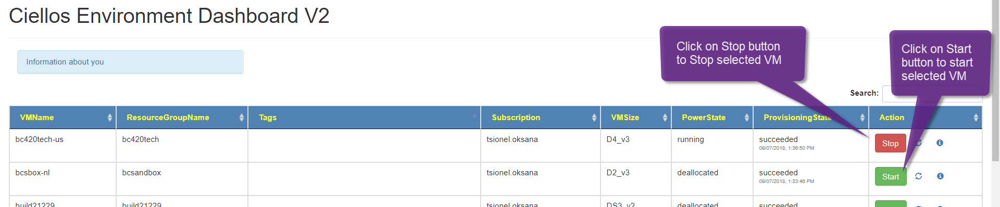 Ciellos Environment Dashboard V2
Click on Stop button
to Stop selected VM
Click on Start
button to start
selected VM
Information about you
Search:
VMName ResourceGroupName Tags Subscription VMSize PowerState ProvisioningState Action
bc420tech-us bc420tech tsionel.oksana D4_v3 running succeeded Stop
09/07/2018, 1:36:50 PM
bcsbox-nl bcsandbox tsionel.oksana D2_v3 deallocated succeeded Start
09/07/2018, 1:33:46 PM
build21229 build21229 tsionel.oksana DS3_v2 deallocated succeeded